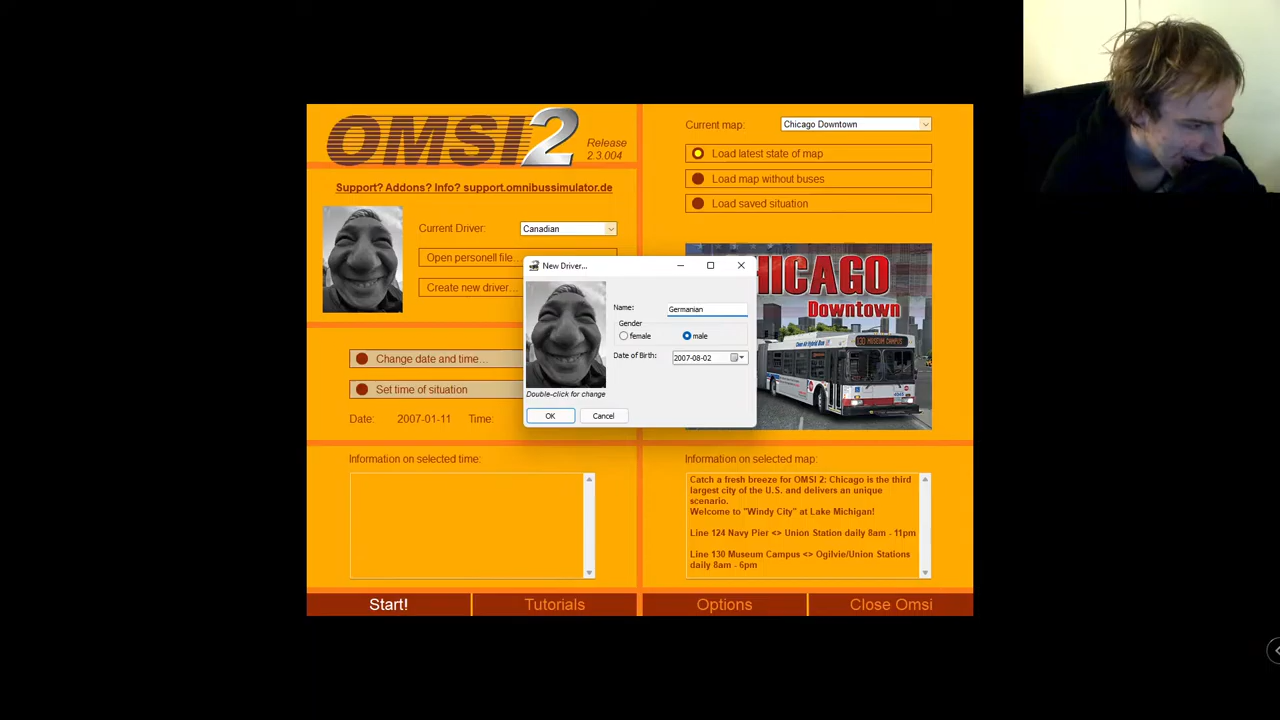 OMSI 2
Release
2.3.004
Support? Addons? Info? support.omnibussimulator.de
Current Driver:
Canadian
Open personell file...
Create new driver...
Change date and time...
Set time of situation
Date:
2007-01-11
Time:
Information on selected time:
Current map:
Chicago Downtown
Load latest state of map
Load map without buses
Load saved situation
New Driver...
Name:
Germanian
Gender
female
male
Date of Birth:
2007-08-02
Double-click for change
OK
Cancel
HICAGO
Downtown
130 MUSEUM CAMPUS
Information on selected map:
Catch a fresh breeze for OMSI 2: Chicago is the third
largest city of the U.S. and delivers an unique
scenario.
Welcome to "Windy City" at Lake Michigan!
Line 124 Navy Pier <> Union Station daily 8am - 11pm
Line 130 Museum Campus <> Ogilvie/Union Stations
daily 8am - 6pm
Start!
Tutorials
Options
Close Omsi